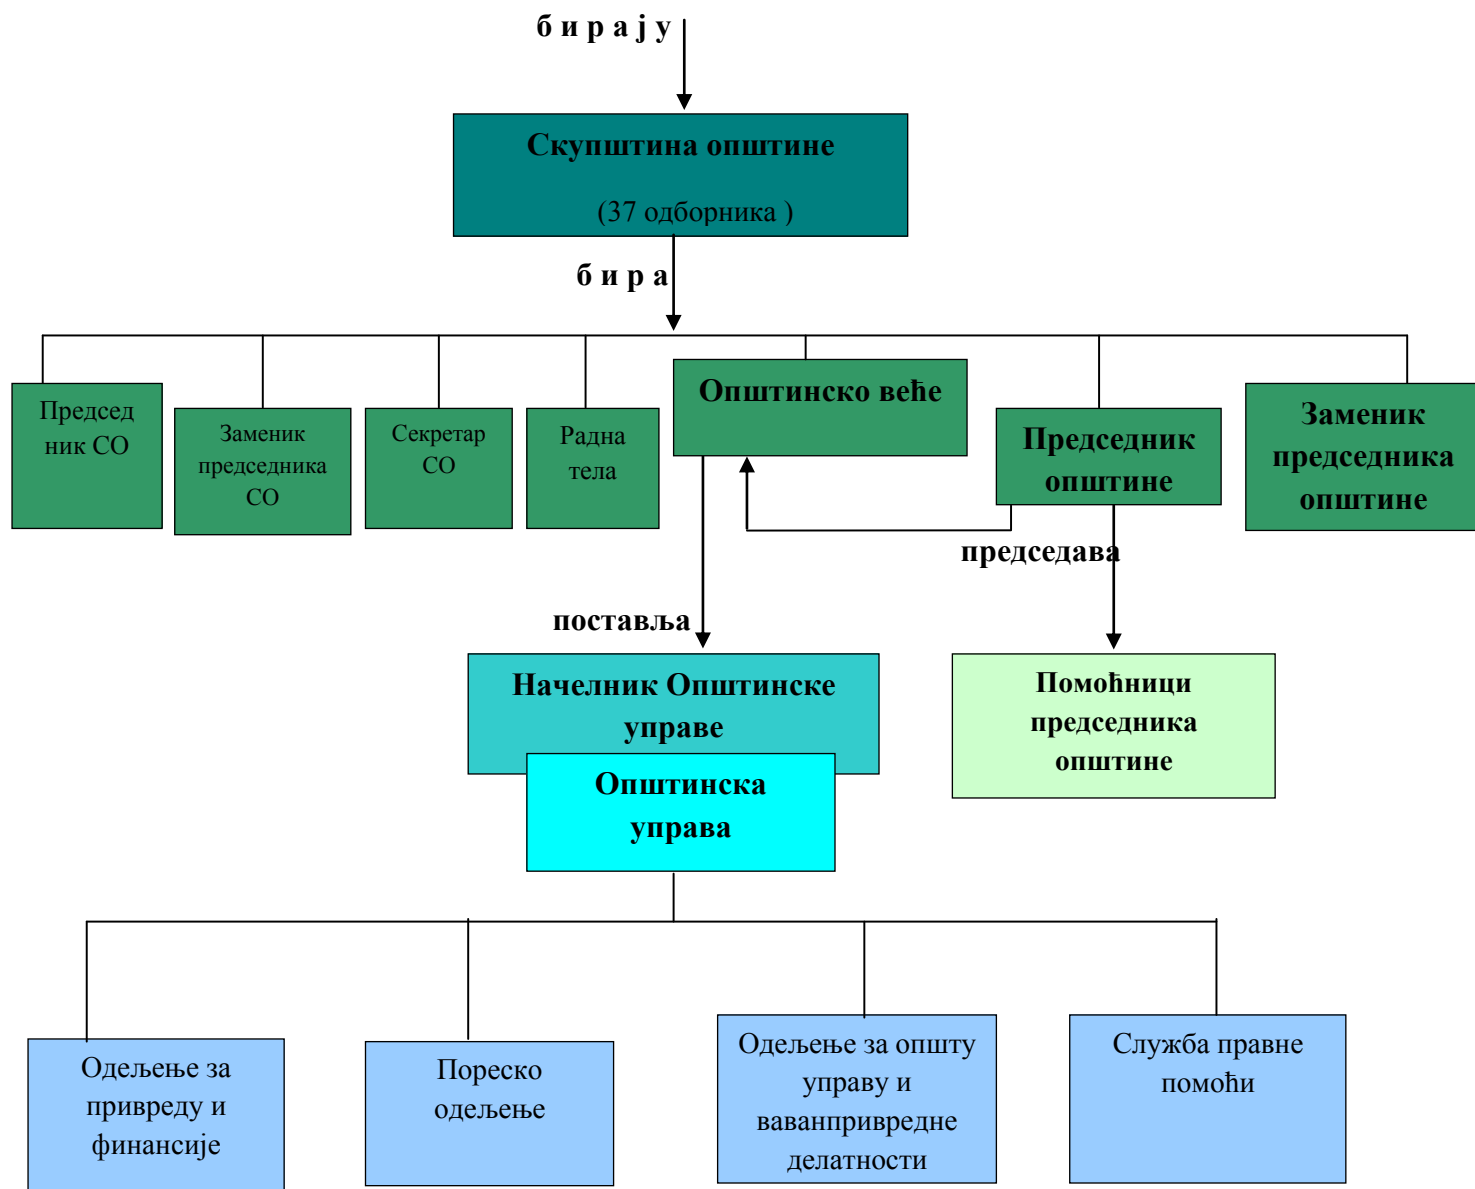 б и р а ј у
Скупштина општине
(37 одборника )
б и р а
Председ
ник СО
Заменик
председника
СО
Секретар
СО
Радна
тела
Општинско веће
Председник
општине
Заменик
председника
општине
председава
поставља
Начелник Општинске
управе
Помоћници
председника
општине
Општинска
управа
Одељење за
привреду и
финансије
Пореско
одељење
Одељење за општу
управу и
ваванпривредне
делатности
Служба правне
помоћи